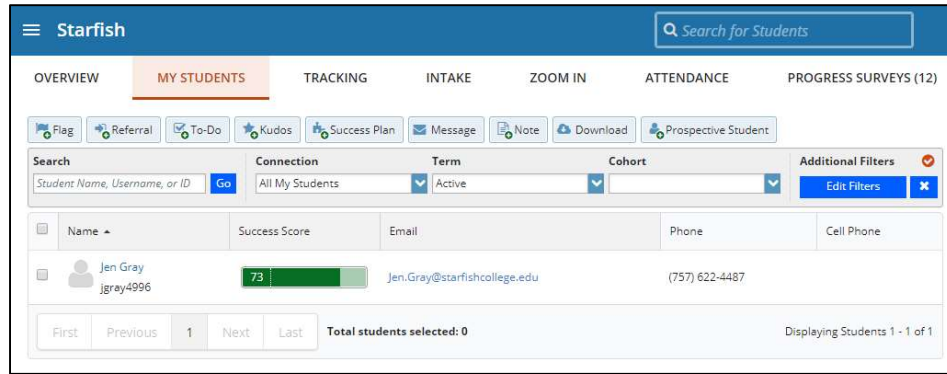 Starfish
Search for Students
OVERVIEW MY STUDENTS TRACKING INTAKE ZOOM IN ATTENDANCE PROGRESS SURVEYS (12)
Flag Referral To-Do Kudos Success Plan Message Note Download Prospective Student
Search Connection Term Cohort Additional Filters
Student Name, Username, or ID Go All My Students Active Edit Filters
Name Success Score Email Phone Cell Phone
Jen Gray
jgray4996
73 Jen.Gray@starfishcollege.edu (757) 622-4487
First Previous 1 Next Last Total students selected: 0 Displaying Students 1 - 1 of 1